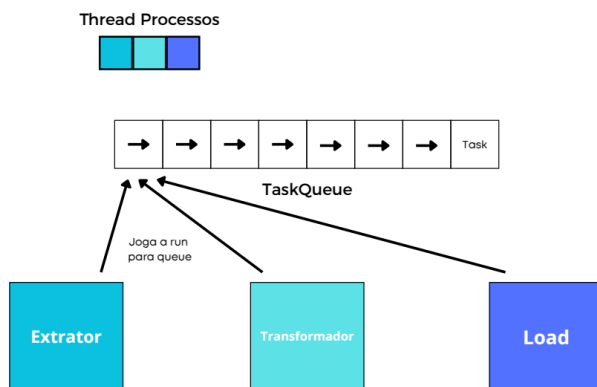 Thread Processos
Task
TaskQueue
Joga a run
para queue
Extrator
Transformador
Load